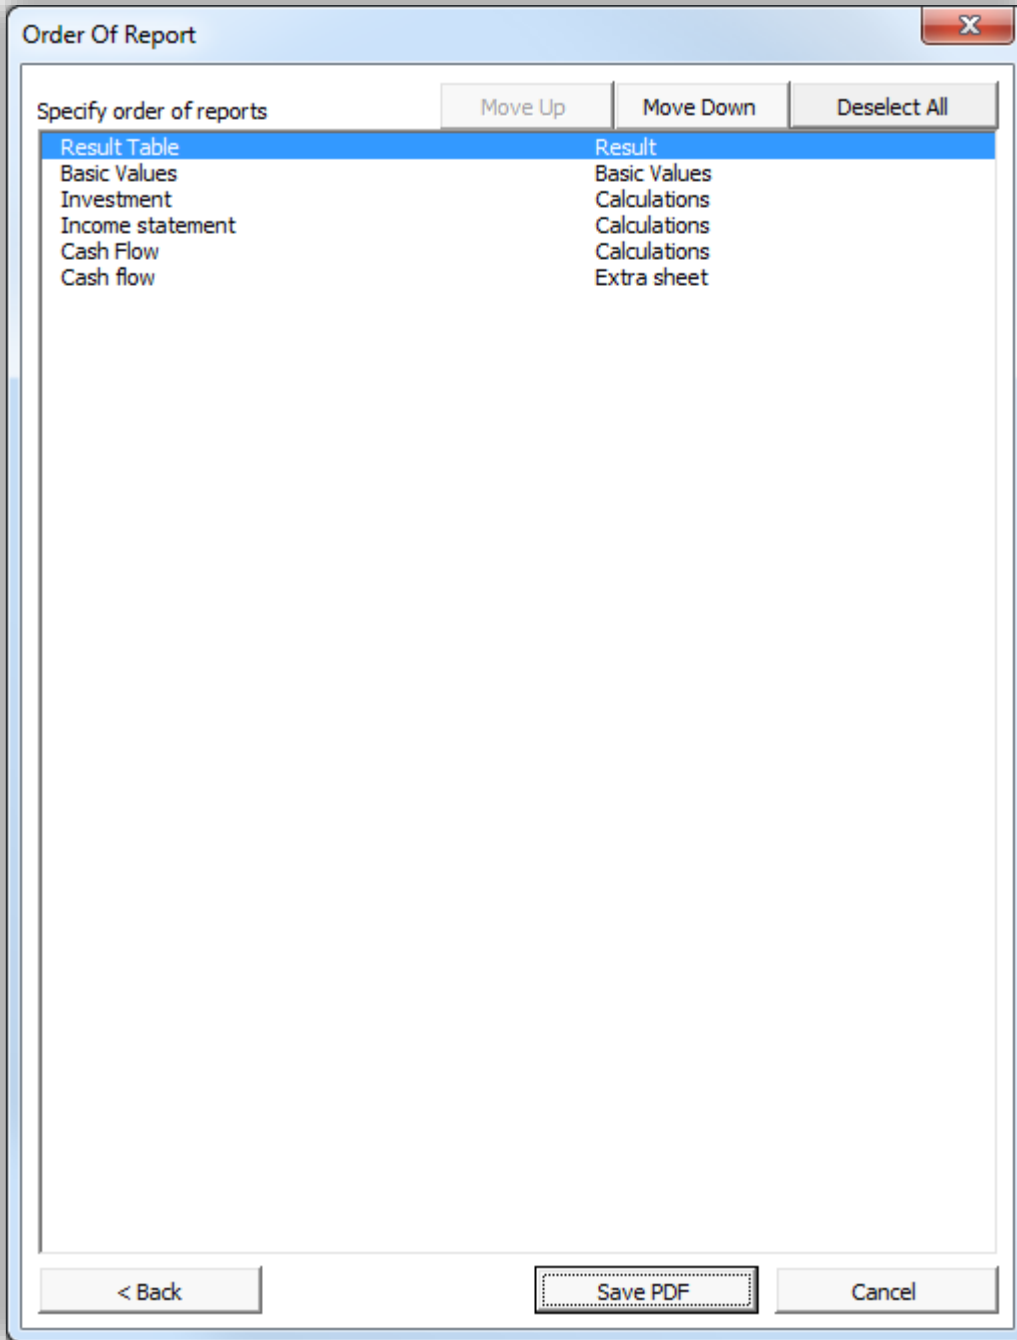 Order Of Report
X
Specify order of reports Move Up Move Down Deselect All
Result Table Result
Basic Values Basic Values
Investment Calculations
Income statement Calculations
Cash Flow Calculations
Cash flow Extra sheet
< Back Save PDF Cancel